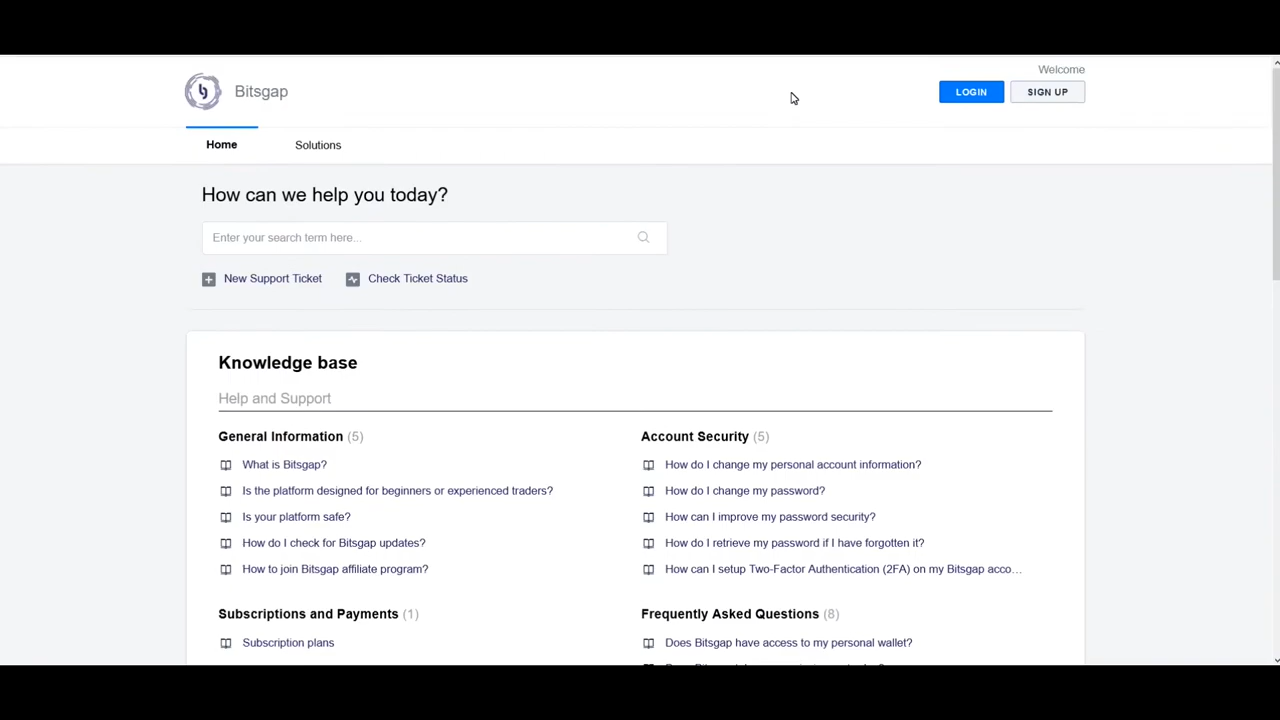 Welcome
Bitsgap
LOGIN
SIGN UP
Home
Solutions
How can we help you today?
Enter your search term here...
New Support Ticket
Check Ticket Status
Knowledge base
Help and Support
General Information (5)
What is Bitsgap?
Is the platform designed for beginners or experienced traders?
Is your platform safe?
How do I check for Bitsgap updates?
How to join Bitsgap affiliate program?
Account Security (5)
How do I change my personal account information?
How do I change my password?
How can I improve my password security?
How do I retrieve my password if I have forgotten it?
How can I setup Two-Factor Authentication (2FA) on my Bitsgap acco...
Subscriptions and Payments (1)
Subscription plans
Frequently Asked Questions (8)
Does Bitsgap have access to my personal wallet?